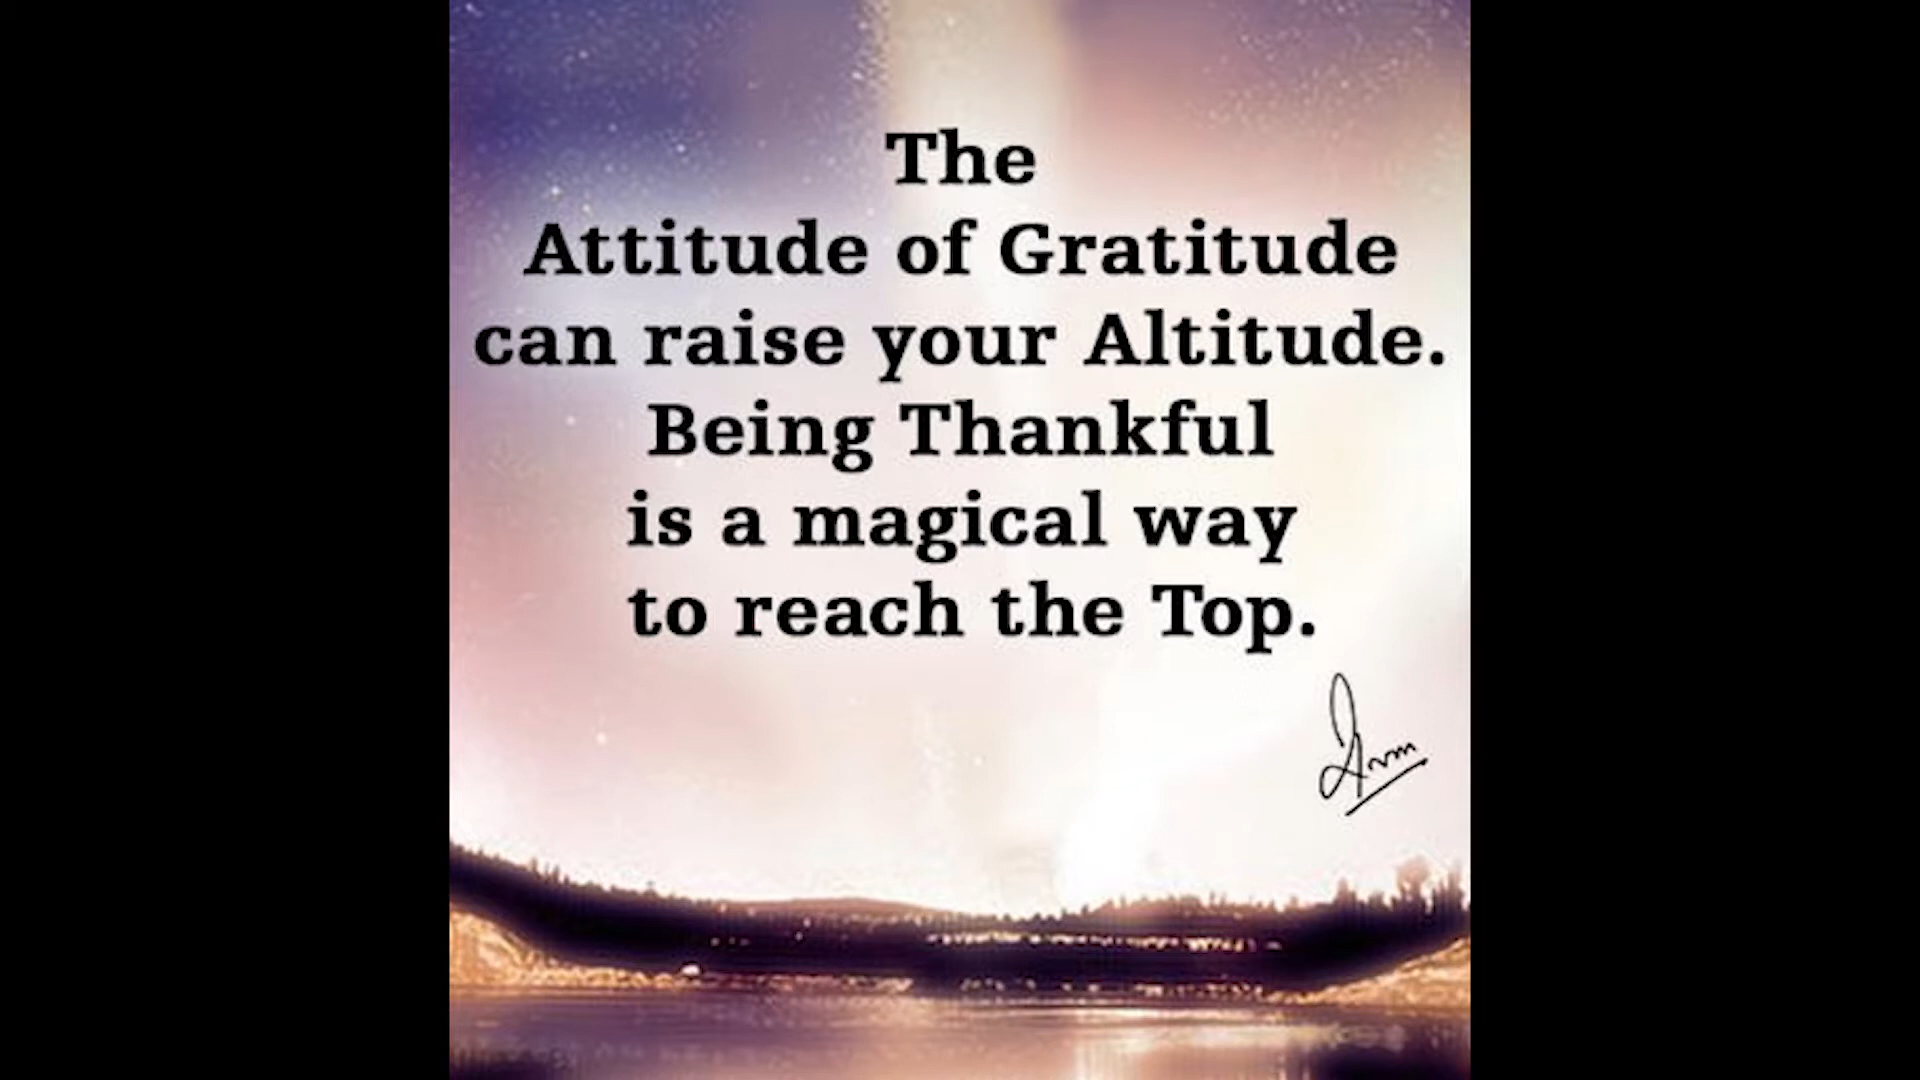 The
Attitude of Gratitude
can raise your Altitude.
Being Thankful
is a magical way
to reach the Top.